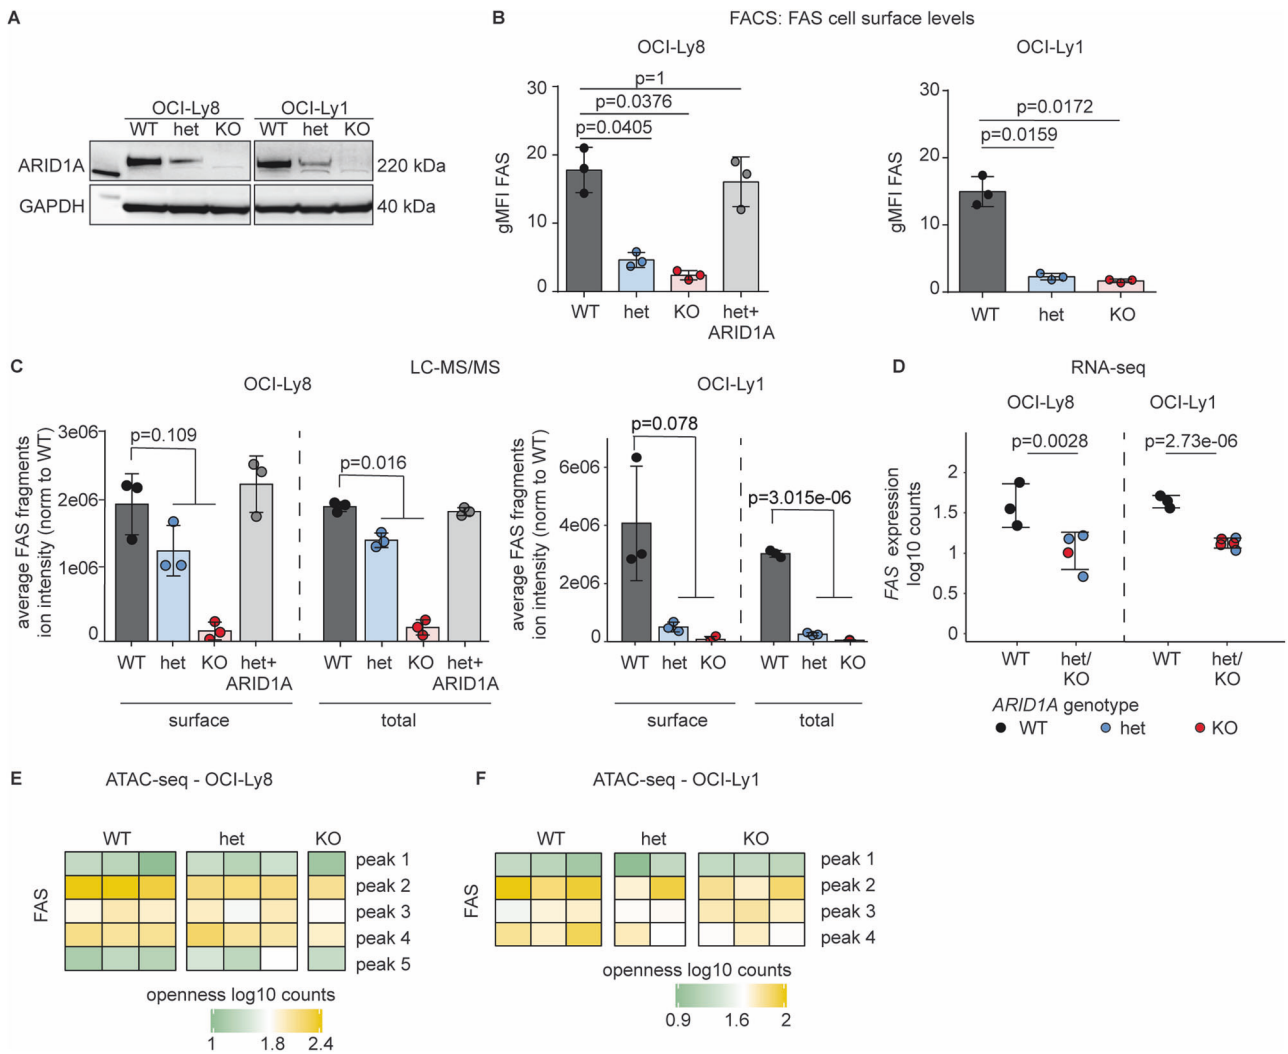 A
OCI-Ly8 OCI-Ly1
WT het KO WT het KO
ARID1A 220 kDa
GAPDH 40 kDa
B
FACS: FAS cell surface levels
OCI-Ly8
gMFI FAS
30
20
10
0
p=1
p=0.0376
p=0.0405
WT het KO het+
ARID1A
OCI-Ly1
gMFI FAS
30
20
10
0
p=0.0172
p=0.0159
WT het KO
C
LC-MS/MS
OCI-Ly8
average FAS fragments
ion intensity (norm to WT)
3e06
2e06
1e06
0
p=0.109
p=0.016
WT het KO het+
ARID1A
WT het KO het+
ARID1A
surface total
OCI-Ly1
average FAS fragments
ion intensity (norm to WT)
6e06
4e06
2e06
0
p=0.078
p=3.015e-06
WT het KO WT het KO
surface total
D
RNA-seq
OCI-Ly8 OCI-Ly1
p=0.0028 p=2.73e-06
FAS expression
log10 counts
2
1.5
1
0.5
0
WT het/
KO
WT het/
KO
ARID1A genotype
WT het KO
E
ATAC-seq - OCI-Ly8
WT het KO
FAS
peak 1
peak 2
peak 3
peak 4
peak 5
openness log10 counts
1 1.8 2.4
F
ATAC-seq - OCI-Ly1
WT het KO
FAS
peak 1
peak 2
peak 3
peak 4
openness log10 counts
0.9 1.6 2